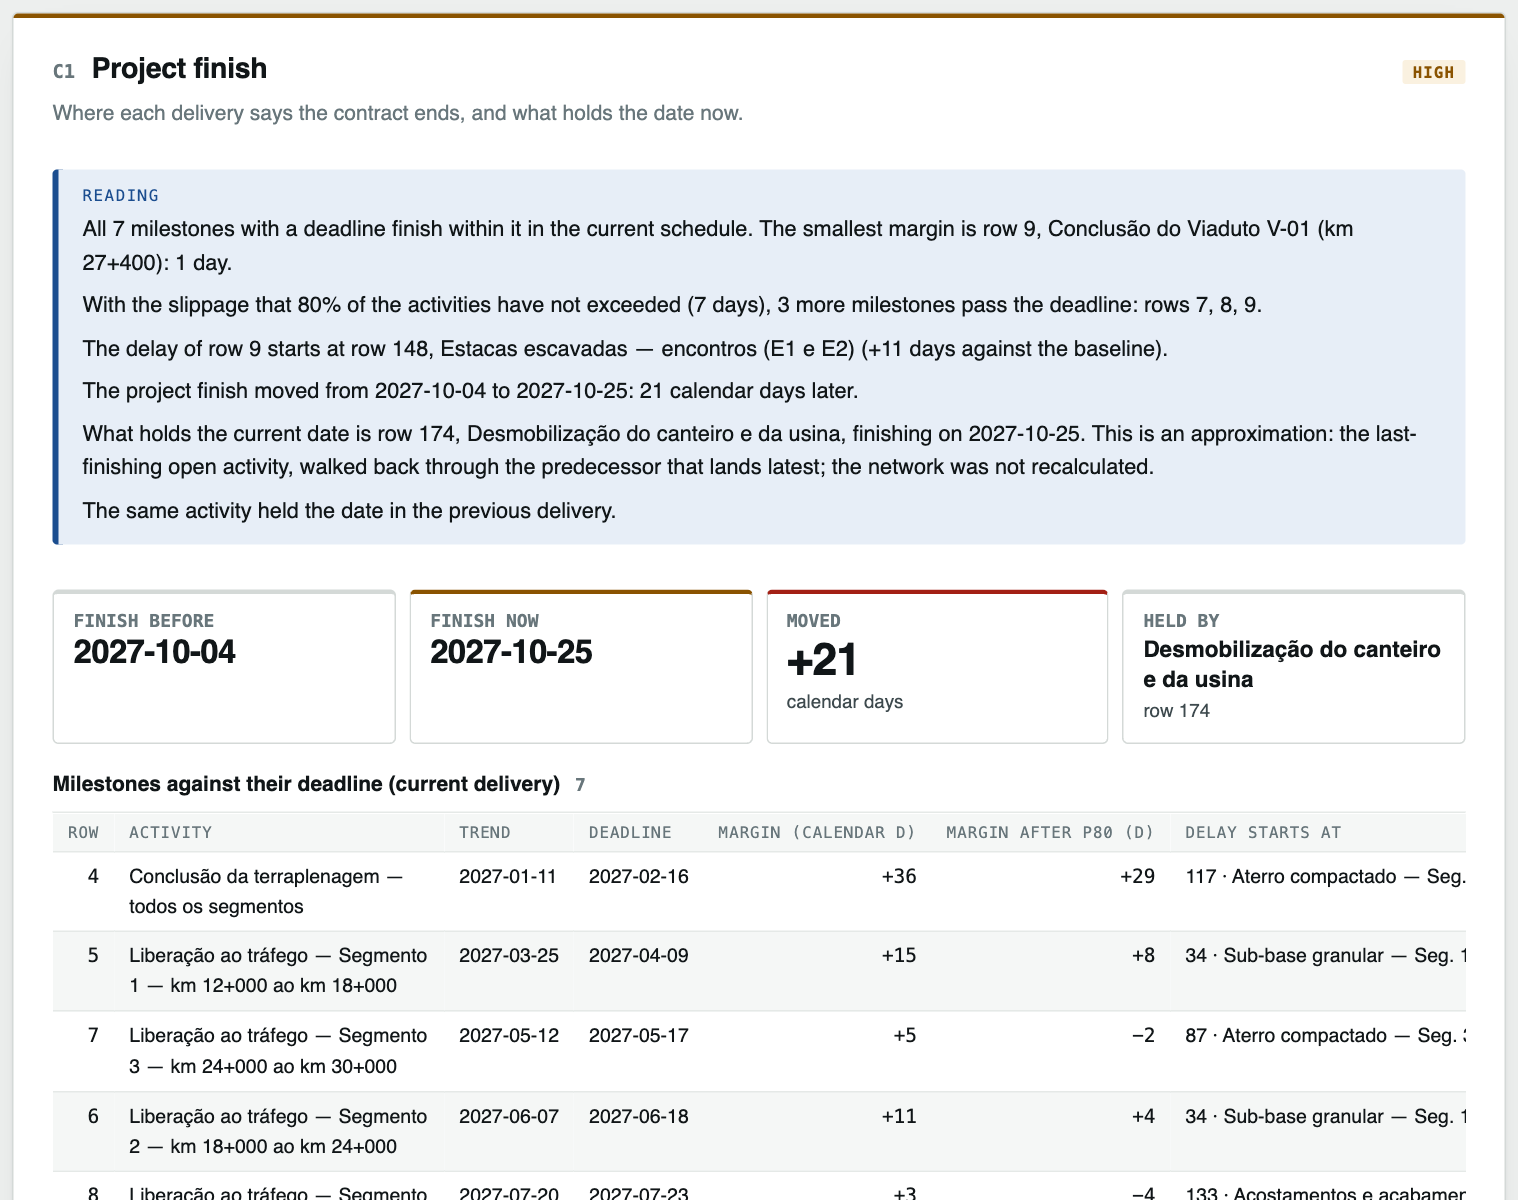 C1 Project finish
HIGH
Where each delivery says the contract ends, and what holds the date now.
READING
All 7 milestones with a deadline finish within it in the current schedule. The smallest margin is row 9, Conclusão do Viaduto V-01 (km
27+400): 1 day.
With the slippage that 80% of the activities have not exceeded (7 days), 3 more milestones pass the deadline: rows 7, 8, 9.
The delay of row 9 starts at row 148, Estacas escavadas — encontros (E1 e E2) (+11 days against the baseline).
The project finish moved from 2027-10-04 to 2027-10-25: 21 calendar days later.
What holds the current date is row 174, Desmobilização do canteiro e da usina, finishing on 2027-10-25. This is an approximation: the last-
finishing open activity, walked back through the predecessor that lands latest; the network was not recalculated.
The same activity held the date in the previous delivery.
FINISH BEFORE
2027-10-04
FINISH NOW
2027-10-25
MOVED
+21
calendar days
HELD BY
Desmobilização do canteiro
e da usina
row 174
Milestones against their deadline (current delivery) 7
ROW ACTIVITY TREND DEADLINE MARGIN (CALENDAR D) MARGIN AFTER P80 (D) DELAY STARTS AT
4 Conclusão da terraplenagem — 2027-01-11 2027-02-16 +36 +29 117 · Aterro compactado — Seg.
todos os segmentos
5 Liberação ao tráfego — Segmento 2027-03-25 2027-04-09 +15 +8 34 · Sub-base granular — Seg. 1
1 — km 12+000 ao km 18+000
7 Liberação ao tráfego — Segmento 2027-05-12 2027-05-17 +5 −2 87 · Aterro compactado — Seg. 3
3 — km 24+000 ao km 30+000
6 Liberação ao tráfego — Segmento 2027-06-07 2027-06-18 +11 +4 34 · Sub-base granular — Seg. 1
2 — km 18+000 ao km 24+000
8 Liberação ao tráfego — Segmento 2027-07-20 2027-07-23 +3 −4 133 · Acostamentos e